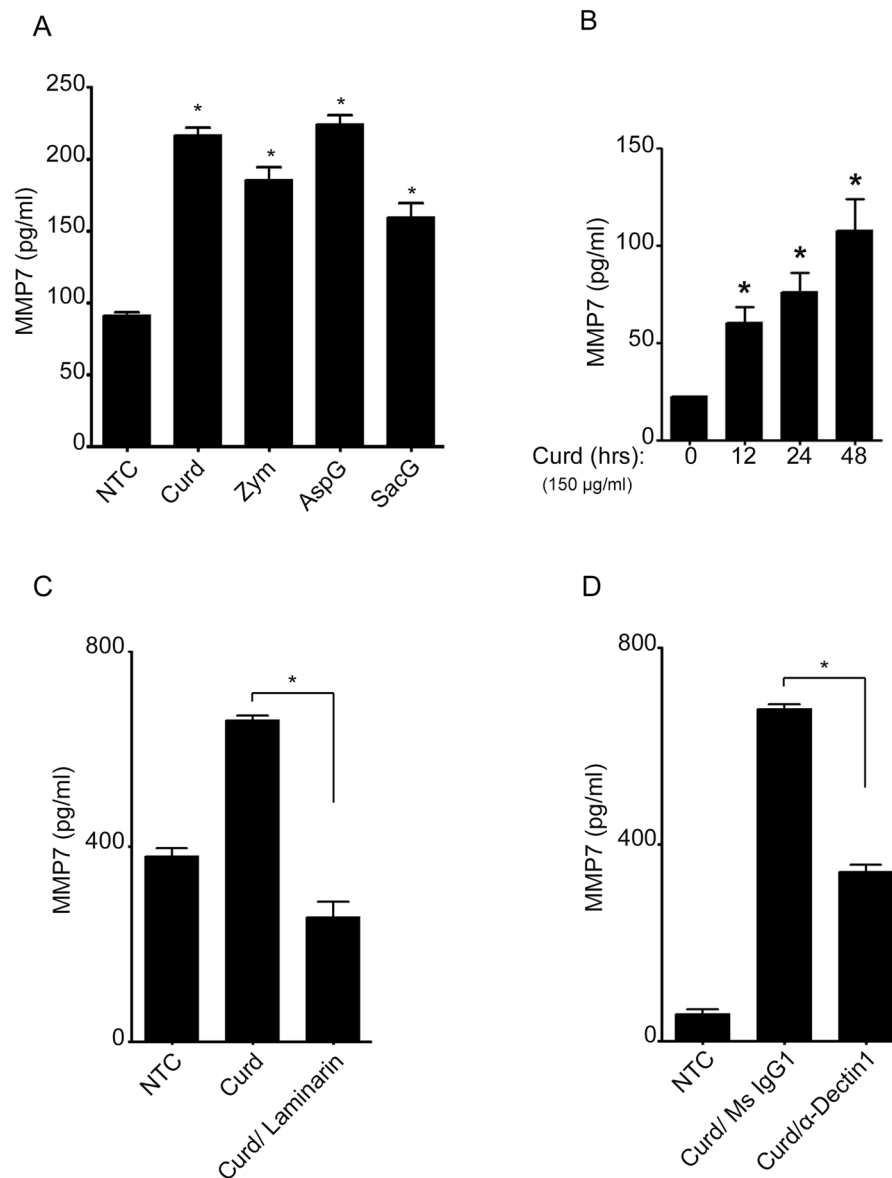 A
MMP7 (pg/ml)
250
200
150
100
50
0
*
*
*
*
NTC
Curd
Zym
AspG
SacG
B
MMP7 (pg/ml)
150
100
50
0
*
*
*
Curd (hrs): 0 12 24 48
(150 µg/ml)
C
MMP7 (pg/ml)
800
400
0
*
NTC
Curd
Curd/ Laminarin
D
MMP7 (pg/ml)
800
400
0
*
NTC
Curd/ Ms IgG1
Curd/α-Dectin1